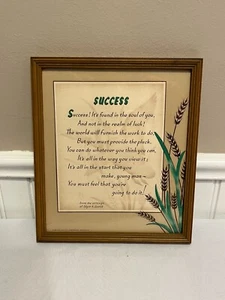 SUCCESS
Success! It's found in the soul of you,
And not in the realm of luck!
The world will furnish the work to do,
But you must provide the pluck.
You can do whatever you think you can,
It's all in the way you view it;
It's all in the start that you
make, young man—
You must feel that you're
going to do it.